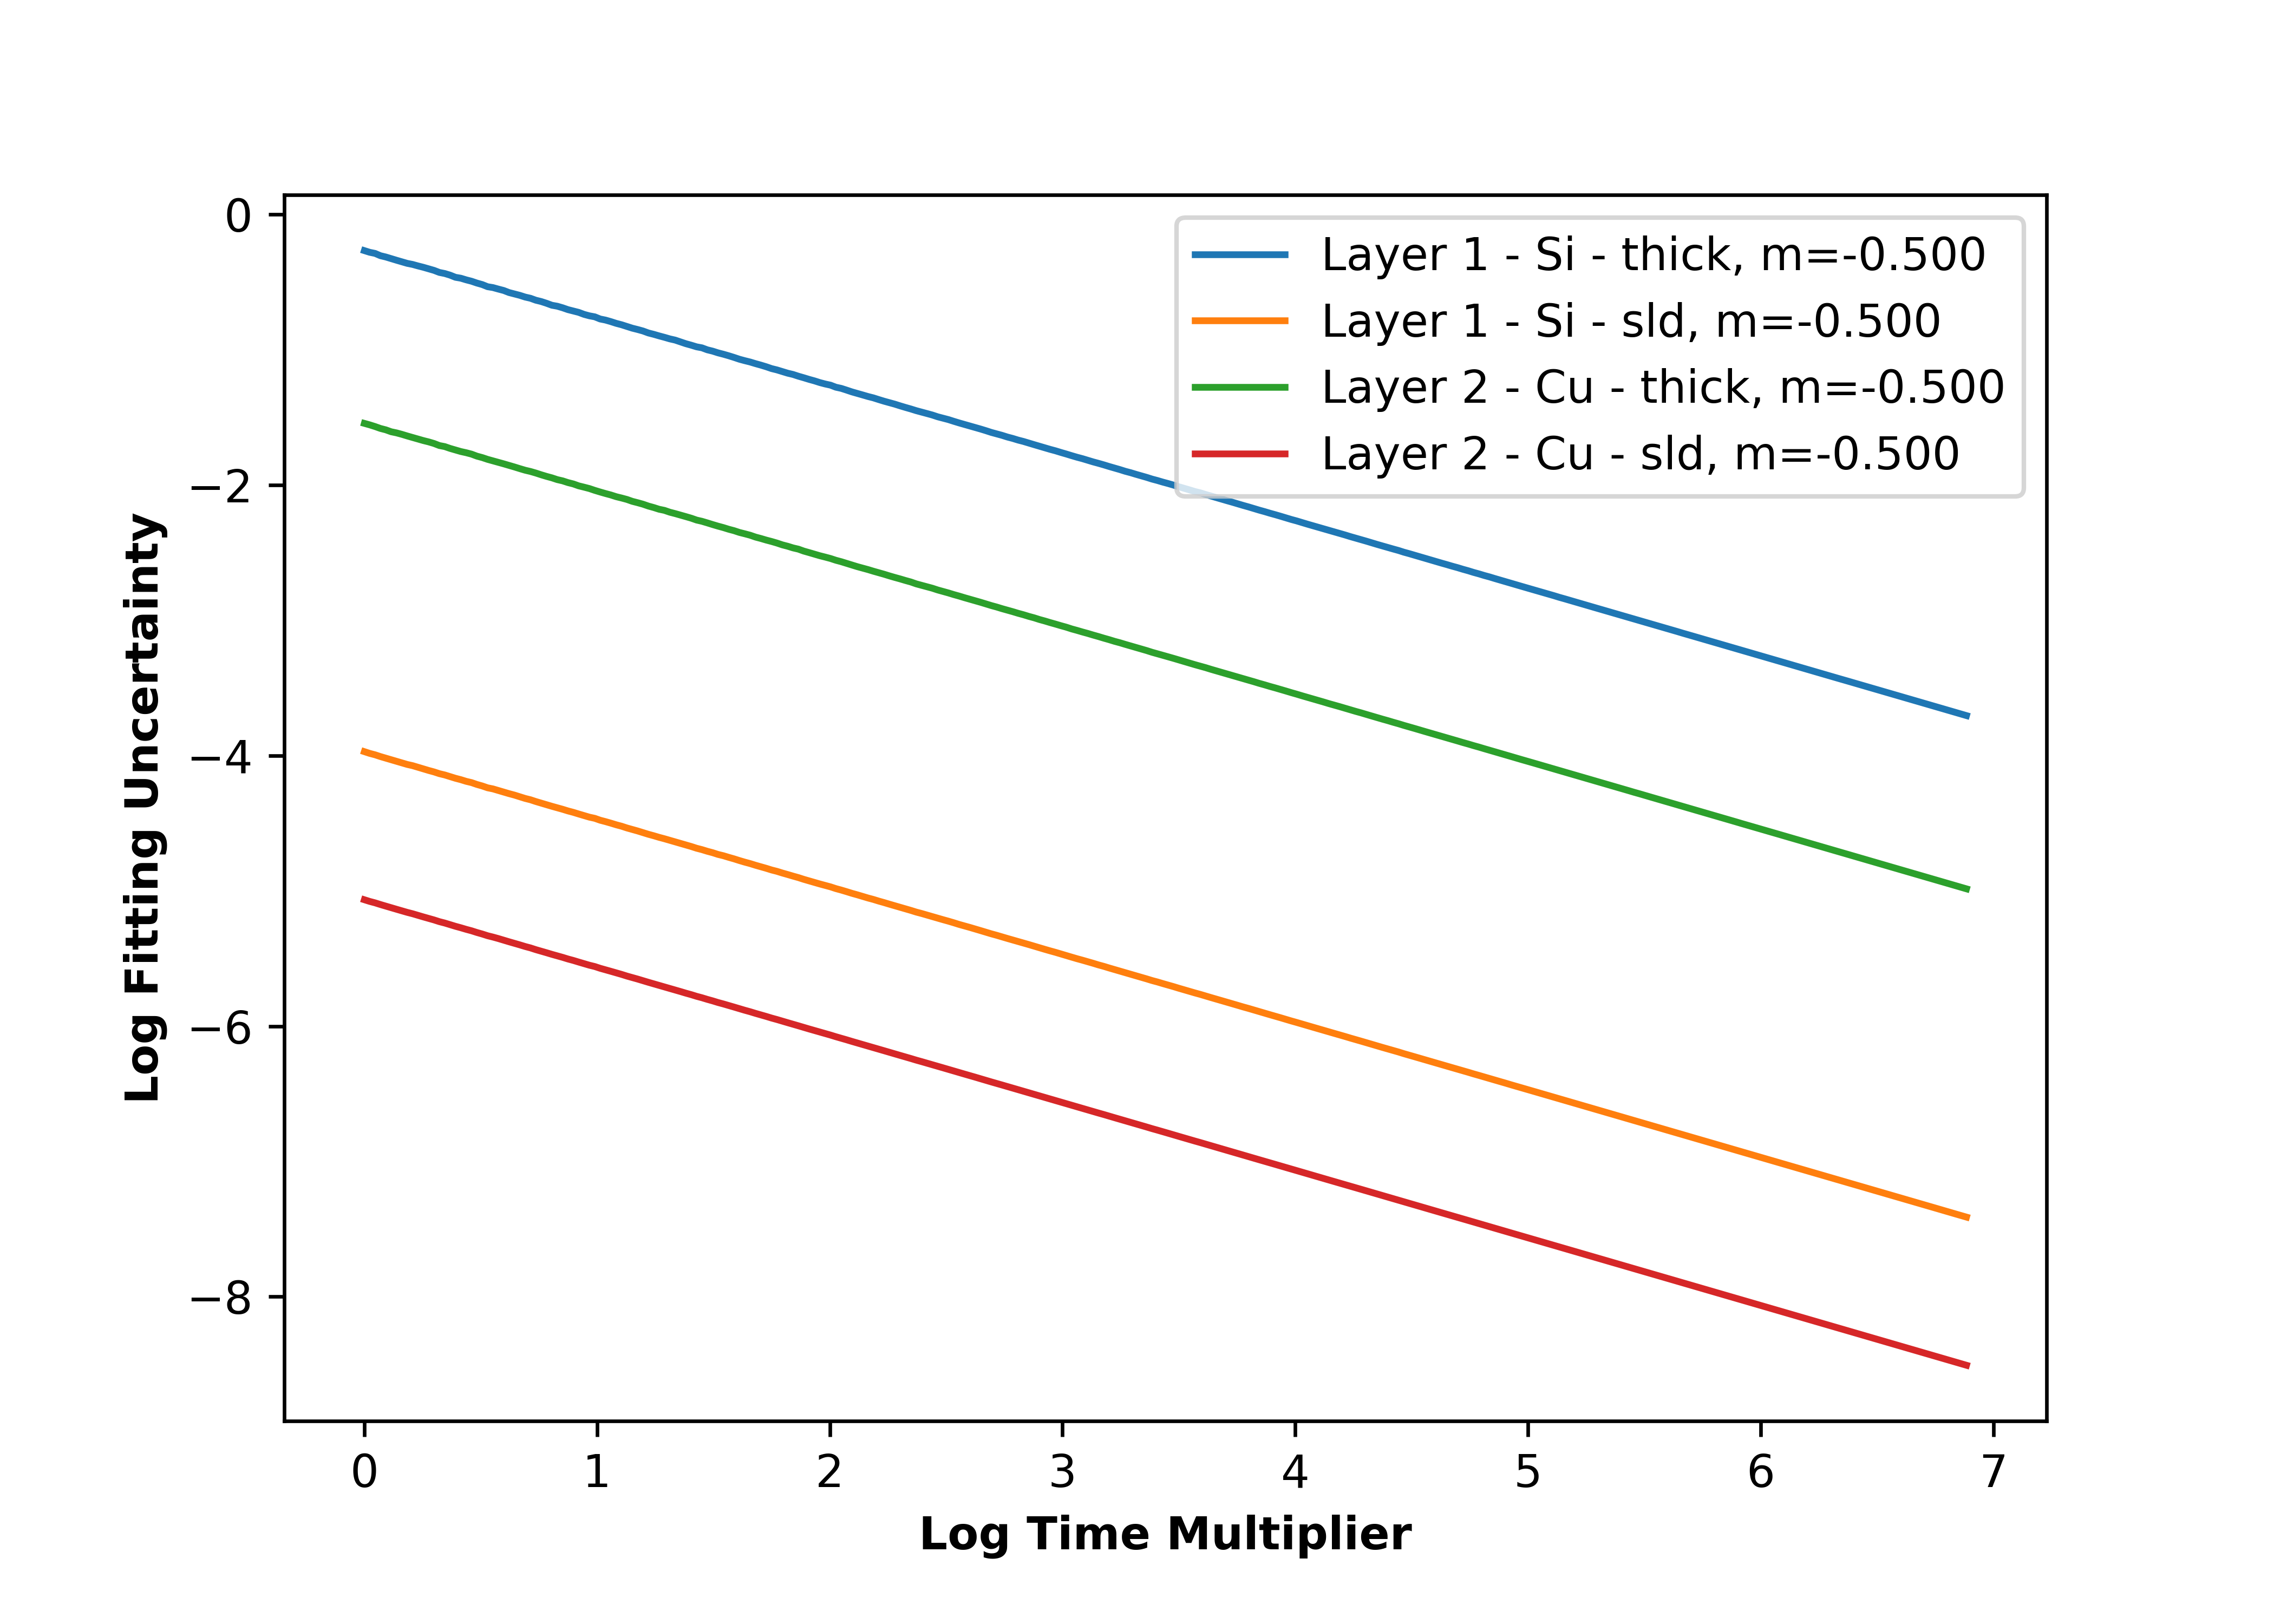 Layer 1 - Si - thick, m=-0.500
Layer 1 - Si - sld, m=-0.500
Layer 2 - Cu - thick, m=-0.500
Layer 2 - Cu - sld, m=-0.500
Log Fitting Uncertainty
0
−2
−4
−6
−8
0 1 2 3 4 5 6 7
Log Time Multiplier